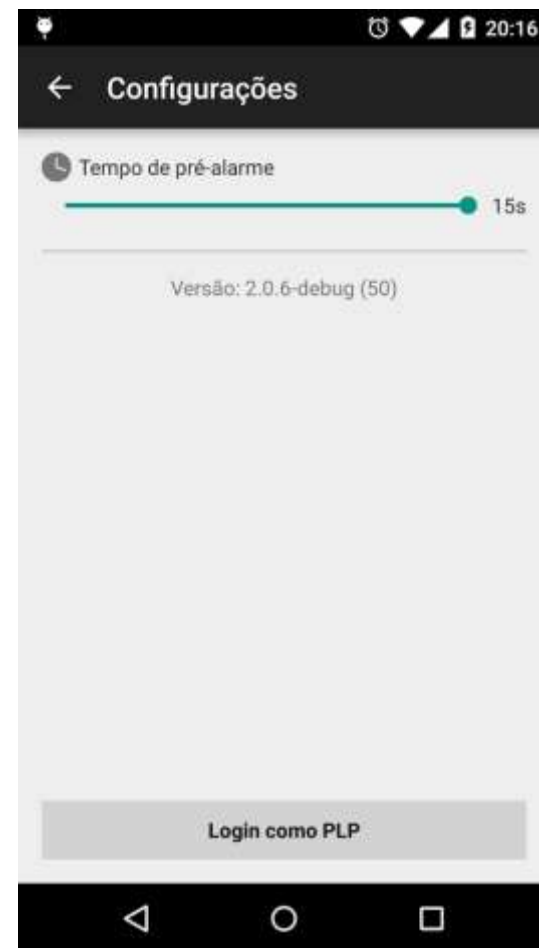 20:16
Configurações
Tempo de pré-alarme
15s
Versão: 2.0.6-debug (50)
Login como PLP